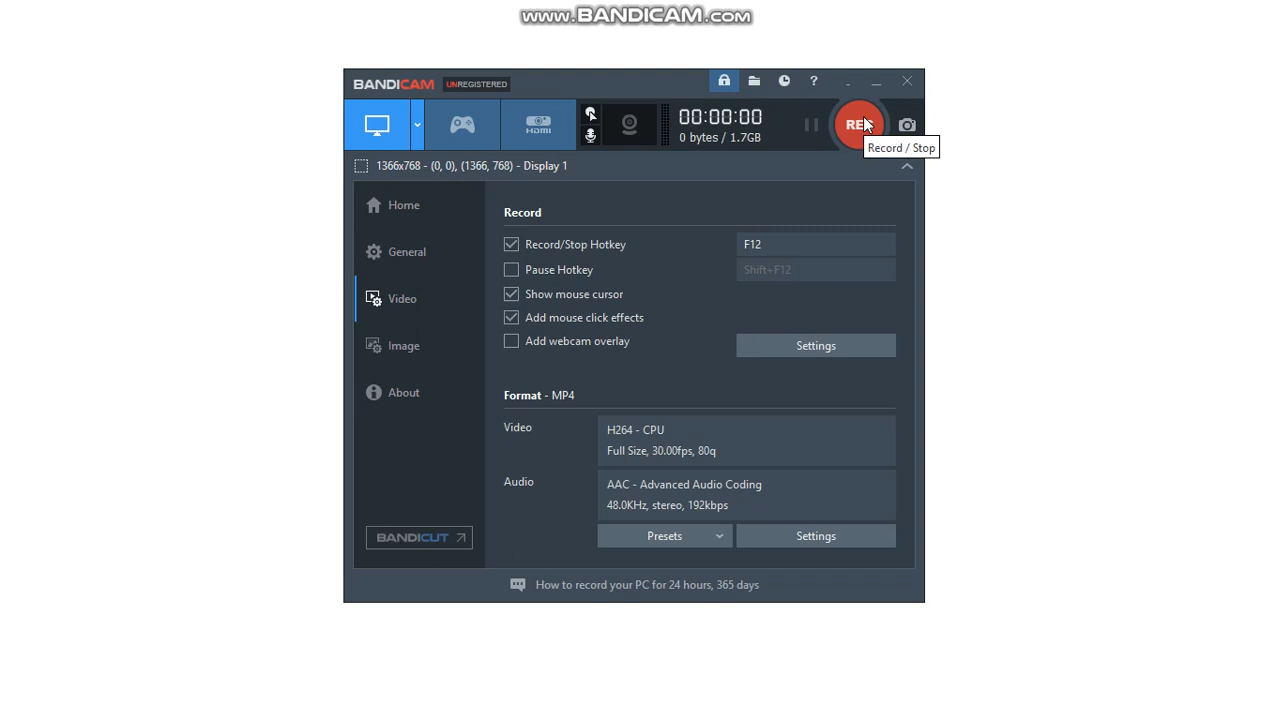 www.BANDICAM.com
BANDICAM UNREGISTERED ?
HDMI
00:00:00
0 bytes / 1.7GB
REC
Record / Stop
1366x768 - (0, 0), (1366, 768) - Display 1
Home
General
Video
Image
About
BANDICUT
Record
Record/Stop Hotkey F12
Pause Hotkey Shift+F12
Show mouse cursor
Add mouse click effects
Add webcam overlay Settings
Format - MP4
Video H264 - CPU
Full Size, 30.00fps, 80q
Audio AAC - Advanced Audio Coding
48.0KHz, stereo, 192kbps
Presets Settings
How to record your PC for 24 hours, 365 days